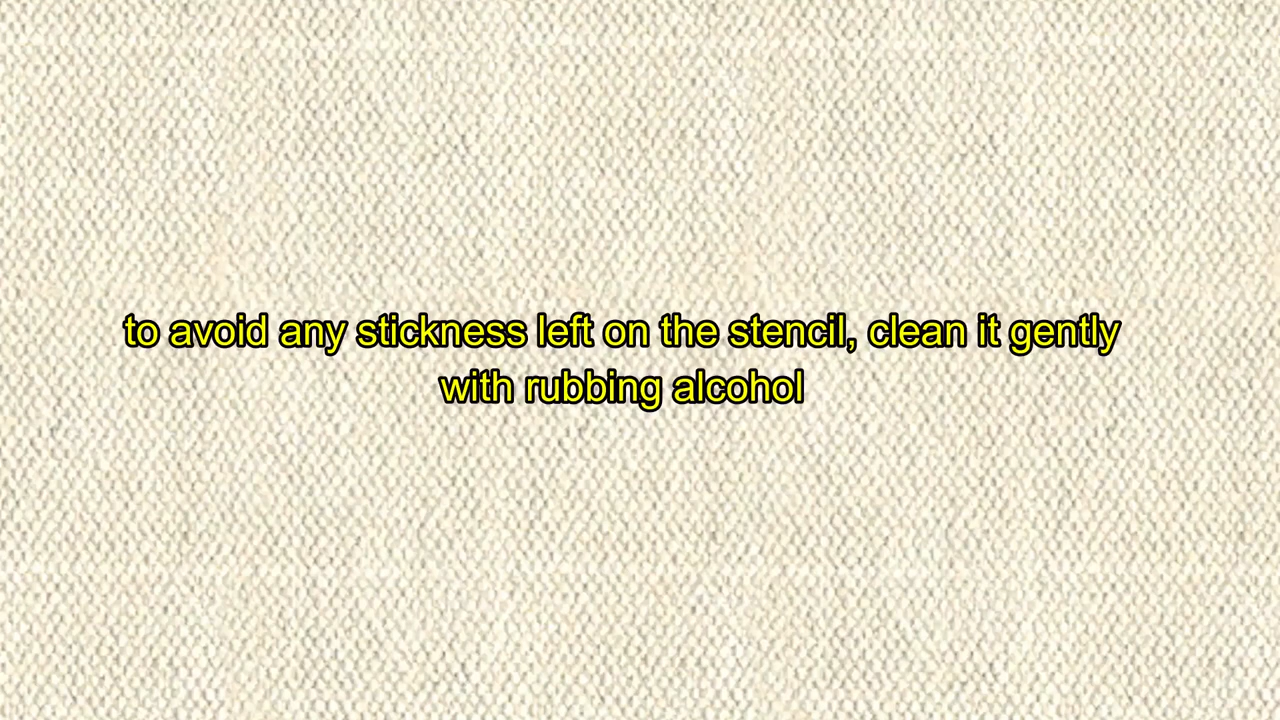 to avoid any stickness left on the stencil, clean it gently
with rubbing alcohol